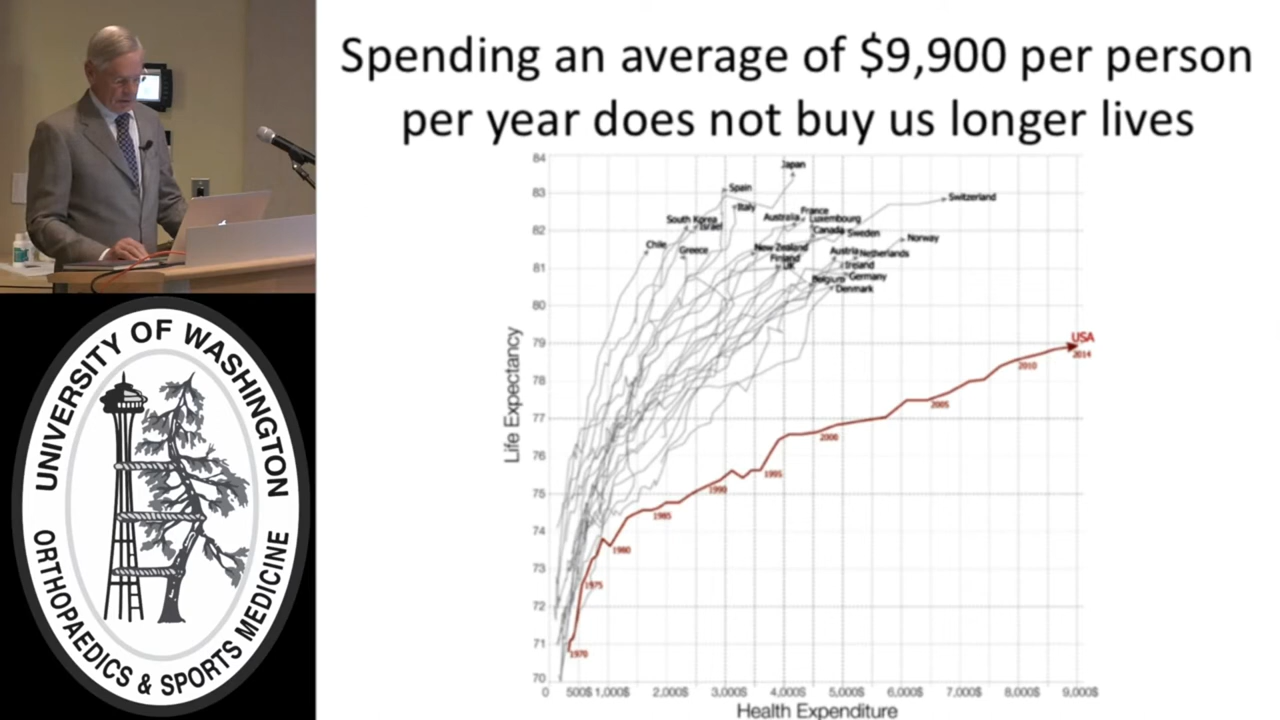 Spending an average of $9,900 per person
per year does not buy us longer lives
UNIVERSITY OF WASHINGTON
ORTHOPAEDICS & SPORTS MEDICINE
Life Expectancy
84
83
82
81
80
79
78
77
76
75
74
73
72
71
70
Japan
Spain
Switzerland
Italy
France
South Korea
Australia
Luxembourg
Israel
Canada
Sweden
Norway
Chile
Greece
New Zealand
Austria
Netherlands
Finland
UK
Ireland
Belgium
Germany
Denmark
USA
2014
2010
2005
2000
1995
1990
1985
1980
1975
1970
0 500$ 1,000$ 2,000$ 3,000$ 4,000$ 5,000$ 6,000$ 7,000$ 8,000$ 9,000$
Health Expenditure